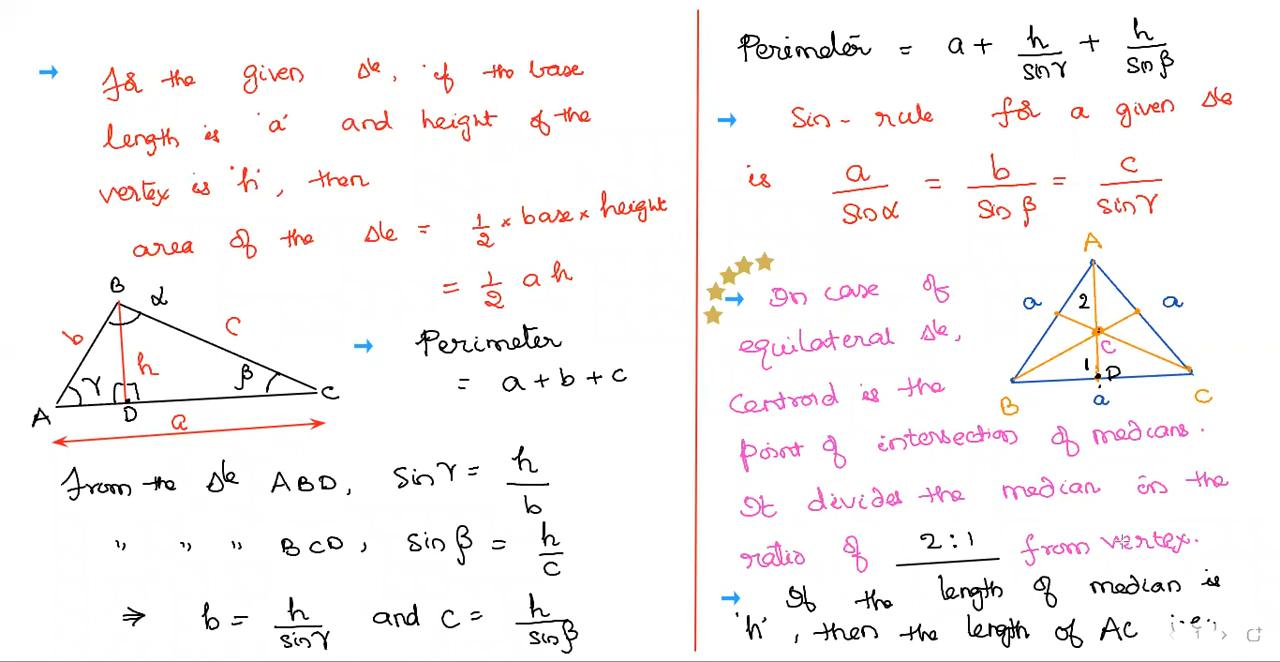 → For the given Δle, if the base
length is 'a' and height of the
vertex is 'h', then
area of the Δle = 1/2 × base × height
= 1/2 a h
B
α
b
c
h
γ
β
A
D
C
a
→ Perimeter
= a + b + c
From the Δle ABD, sin γ = h/b
" " " BCD, sin β = h/c
⇒ b = h/sin γ and c = h/sin β
Perimeter = a + h/sin γ + h/sin β
→ Sin-rule for a given Δle
is a/sin α = b/sin β = c/sin γ
→ In case of
equilateral Δle,
Centroid is the
point of intersection of medians.
It divides the median in the
ratio of 2:1 from vertex.
A
a
2
a
C
1
D
B
a
C
→ If the length of median is
'h', then the length of AC i.e.,